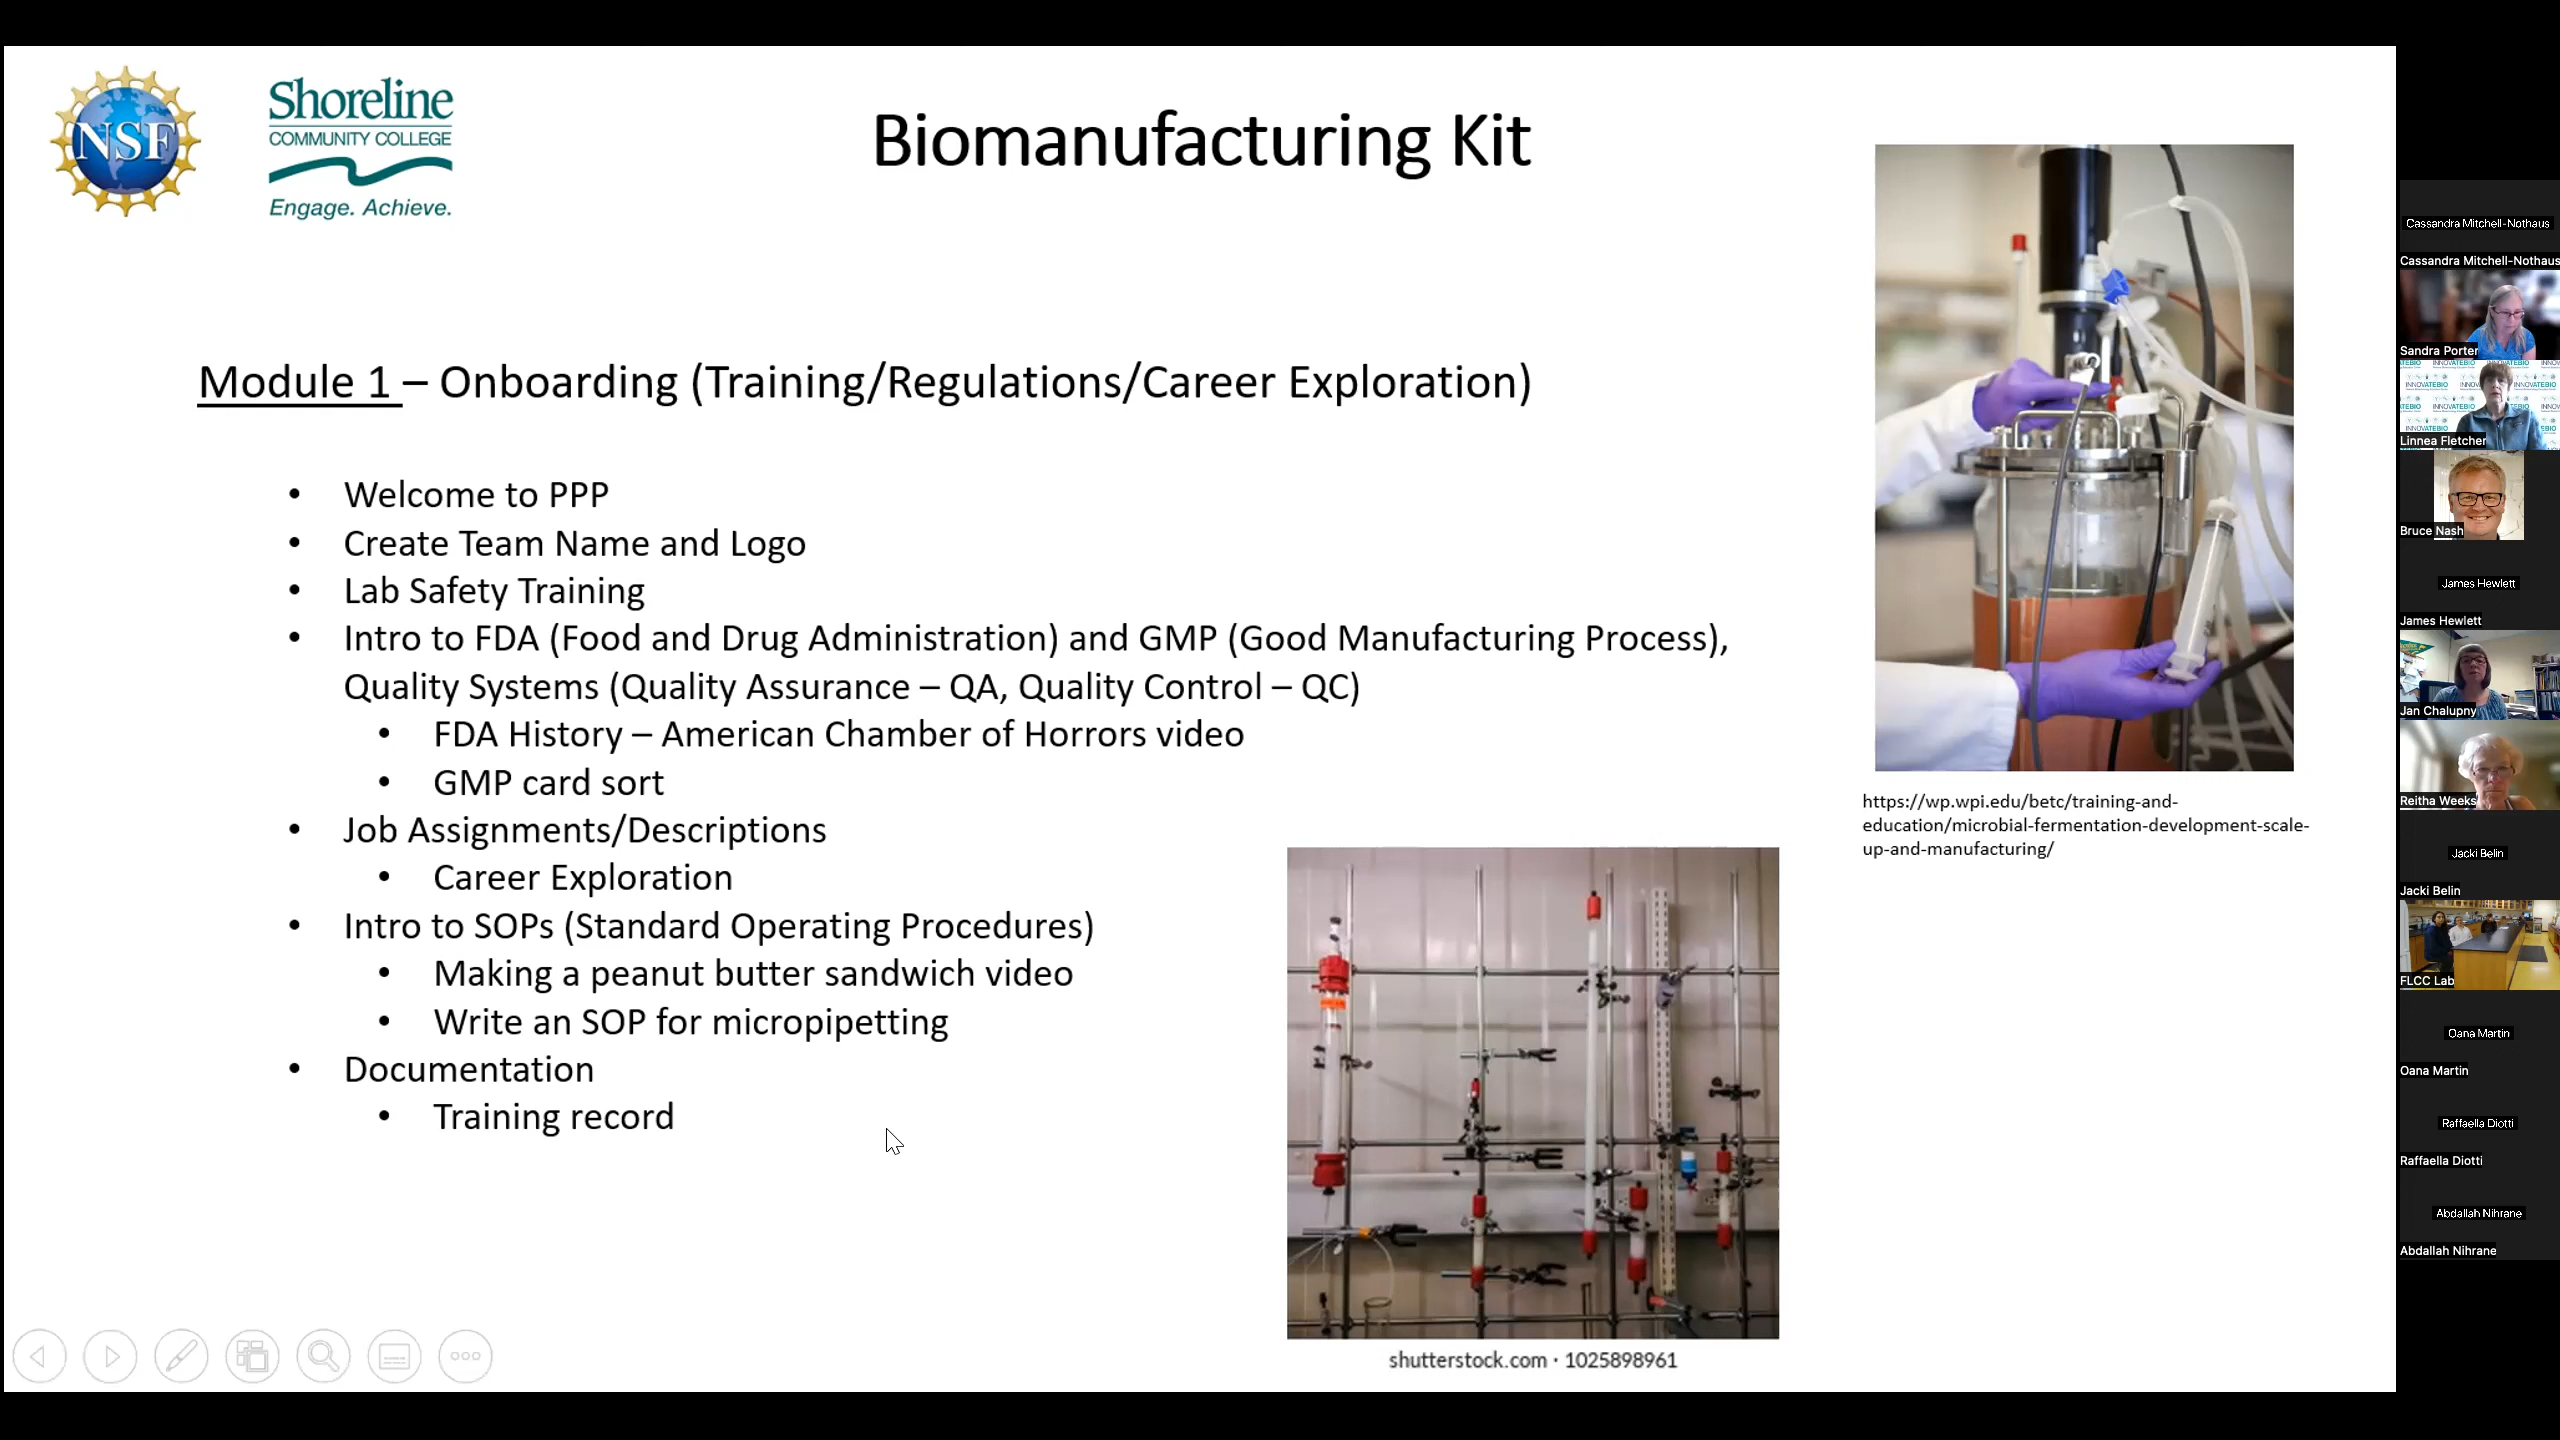 NSF
Shoreline
COMMUNITY COLLEGE
Engage. Achieve.
Biomanufacturing Kit
Module 1 – Onboarding (Training/Regulations/Career Exploration)
• Welcome to PPP
• Create Team Name and Logo
• Lab Safety Training
• Intro to FDA (Food and Drug Administration) and GMP (Good Manufacturing Process),
Quality Systems (Quality Assurance – QA, Quality Control – QC)
• FDA History – American Chamber of Horrors video
• GMP card sort
• Job Assignments/Descriptions
• Career Exploration
• Intro to SOPs (Standard Operating Procedures)
• Making a peanut butter sandwich video
• Write an SOP for micropipetting
• Documentation
• Training record
https://wp.wpi.edu/betc/training-and-
education/microbial-fermentation-development-scale-
up-and-manufacturing/
shutterstock.com · 1025898961
Cassandra Mitchell-Nothaus
Cassandra Mitchell-Nothaus
Sandra Porter
INNOVATEBIO
Linnea Fletcher
Bruce Nash
James Hewlett
James Hewlett
Jan Chalupny
Reitha Weeks
Jacki Belin
Jacki Belin
FLCC Lab
Oana Martin
Oana Martin
Raffaella Diotti
Raffaella Diotti
Abdallah Nihrane
Abdallah Nihrane